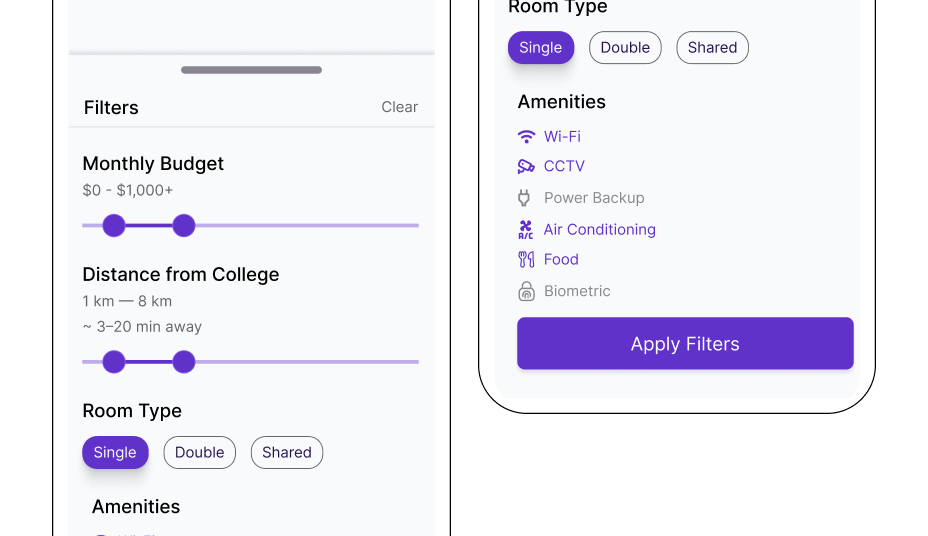 Filters
Clear
Monthly Budget
$0 - $1,000+
Distance from College
1 km — 8 km
~ 3–20 min away
Room Type
Single
Double
Shared
Amenities
Room Type
Single
Double
Shared
Amenities
Wi-Fi
CCTV
Power Backup
A/C
Air Conditioning
Food
Biometric
Apply Filters